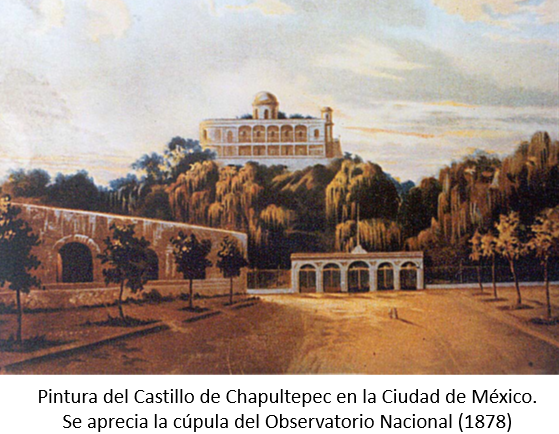 Pintura del Castillo de Chapultepec en la Ciudad de México.
Se aprecia la cúpula del Observatorio Nacional (1878)